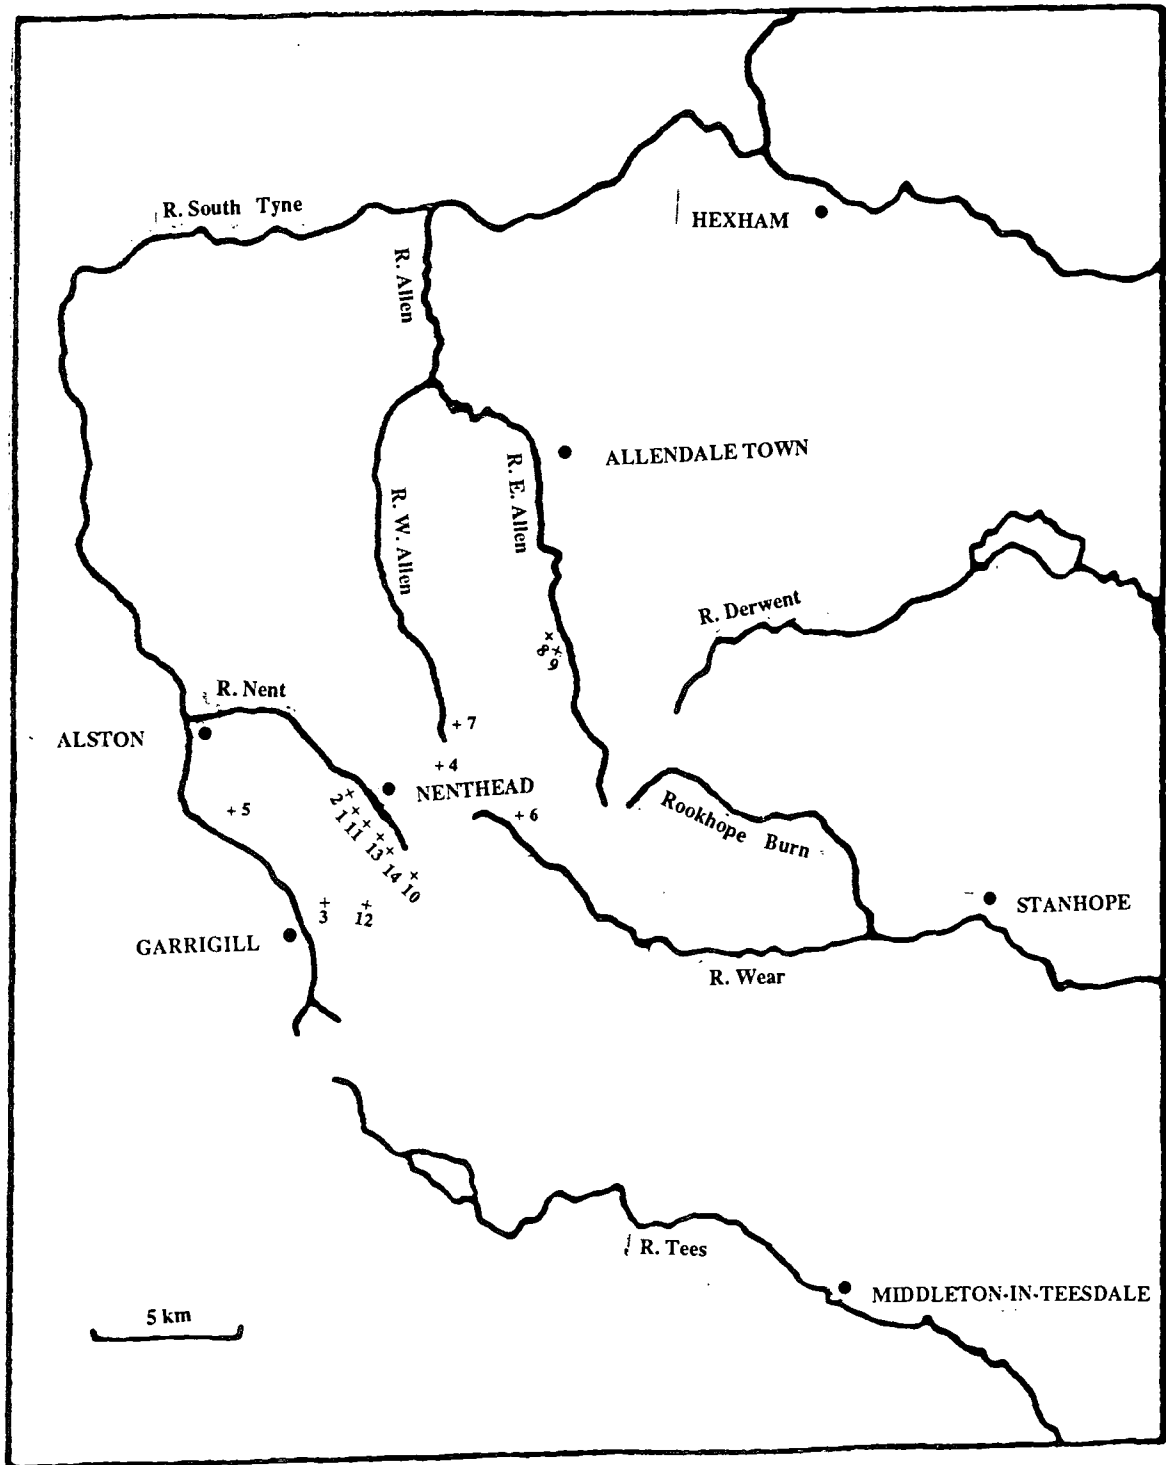 R. South Tyne
HEXHAM
R. Allen
ALLENDALE TOWN
R. E. Allen
R. W. Allen
R. Derwent
8
9
R. Nent
+ 7
ALSTON
+ 4
NENTHEAD
+ 5
2
1
11
13
14
10
+ 6
Rookhope Burn
3
12
STANHOPE
GARRIGILL
R. Wear
R. Tees
MIDDLETON-IN-TEESDALE
5 km